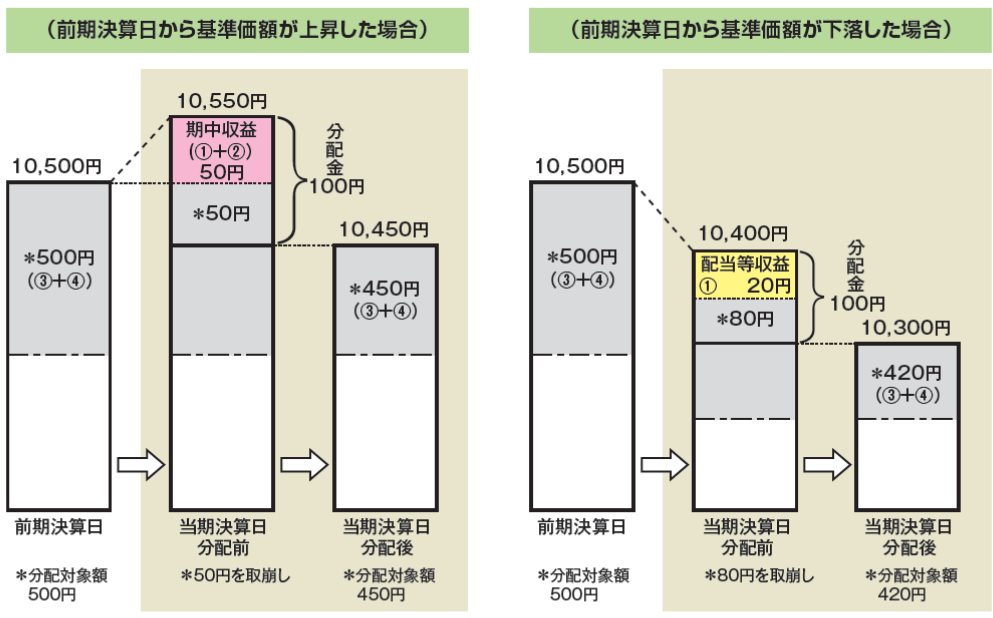 （前期決算日から基準価額が上昇した場合）
10,500円
＊500円
（③＋④）
前期決算日
＊分配対象額
500円
10,550円
期中収益
（①＋②）
50円
＊50円
分配金
100円
当期決算日
分配前
＊50円を取崩し
10,450円
＊450円
（③＋④）
当期決算日
分配後
＊分配対象額
450円
（前期決算日から基準価額が下落した場合）
10,500円
＊500円
（③＋④）
前期決算日
＊分配対象額
500円
10,400円
配当等収益
① 20円
＊80円
分配金
100円
当期決算日
分配前
＊80円を取崩し
10,300円
＊420円
（③＋④）
当期決算日
分配後
＊分配対象額
420円